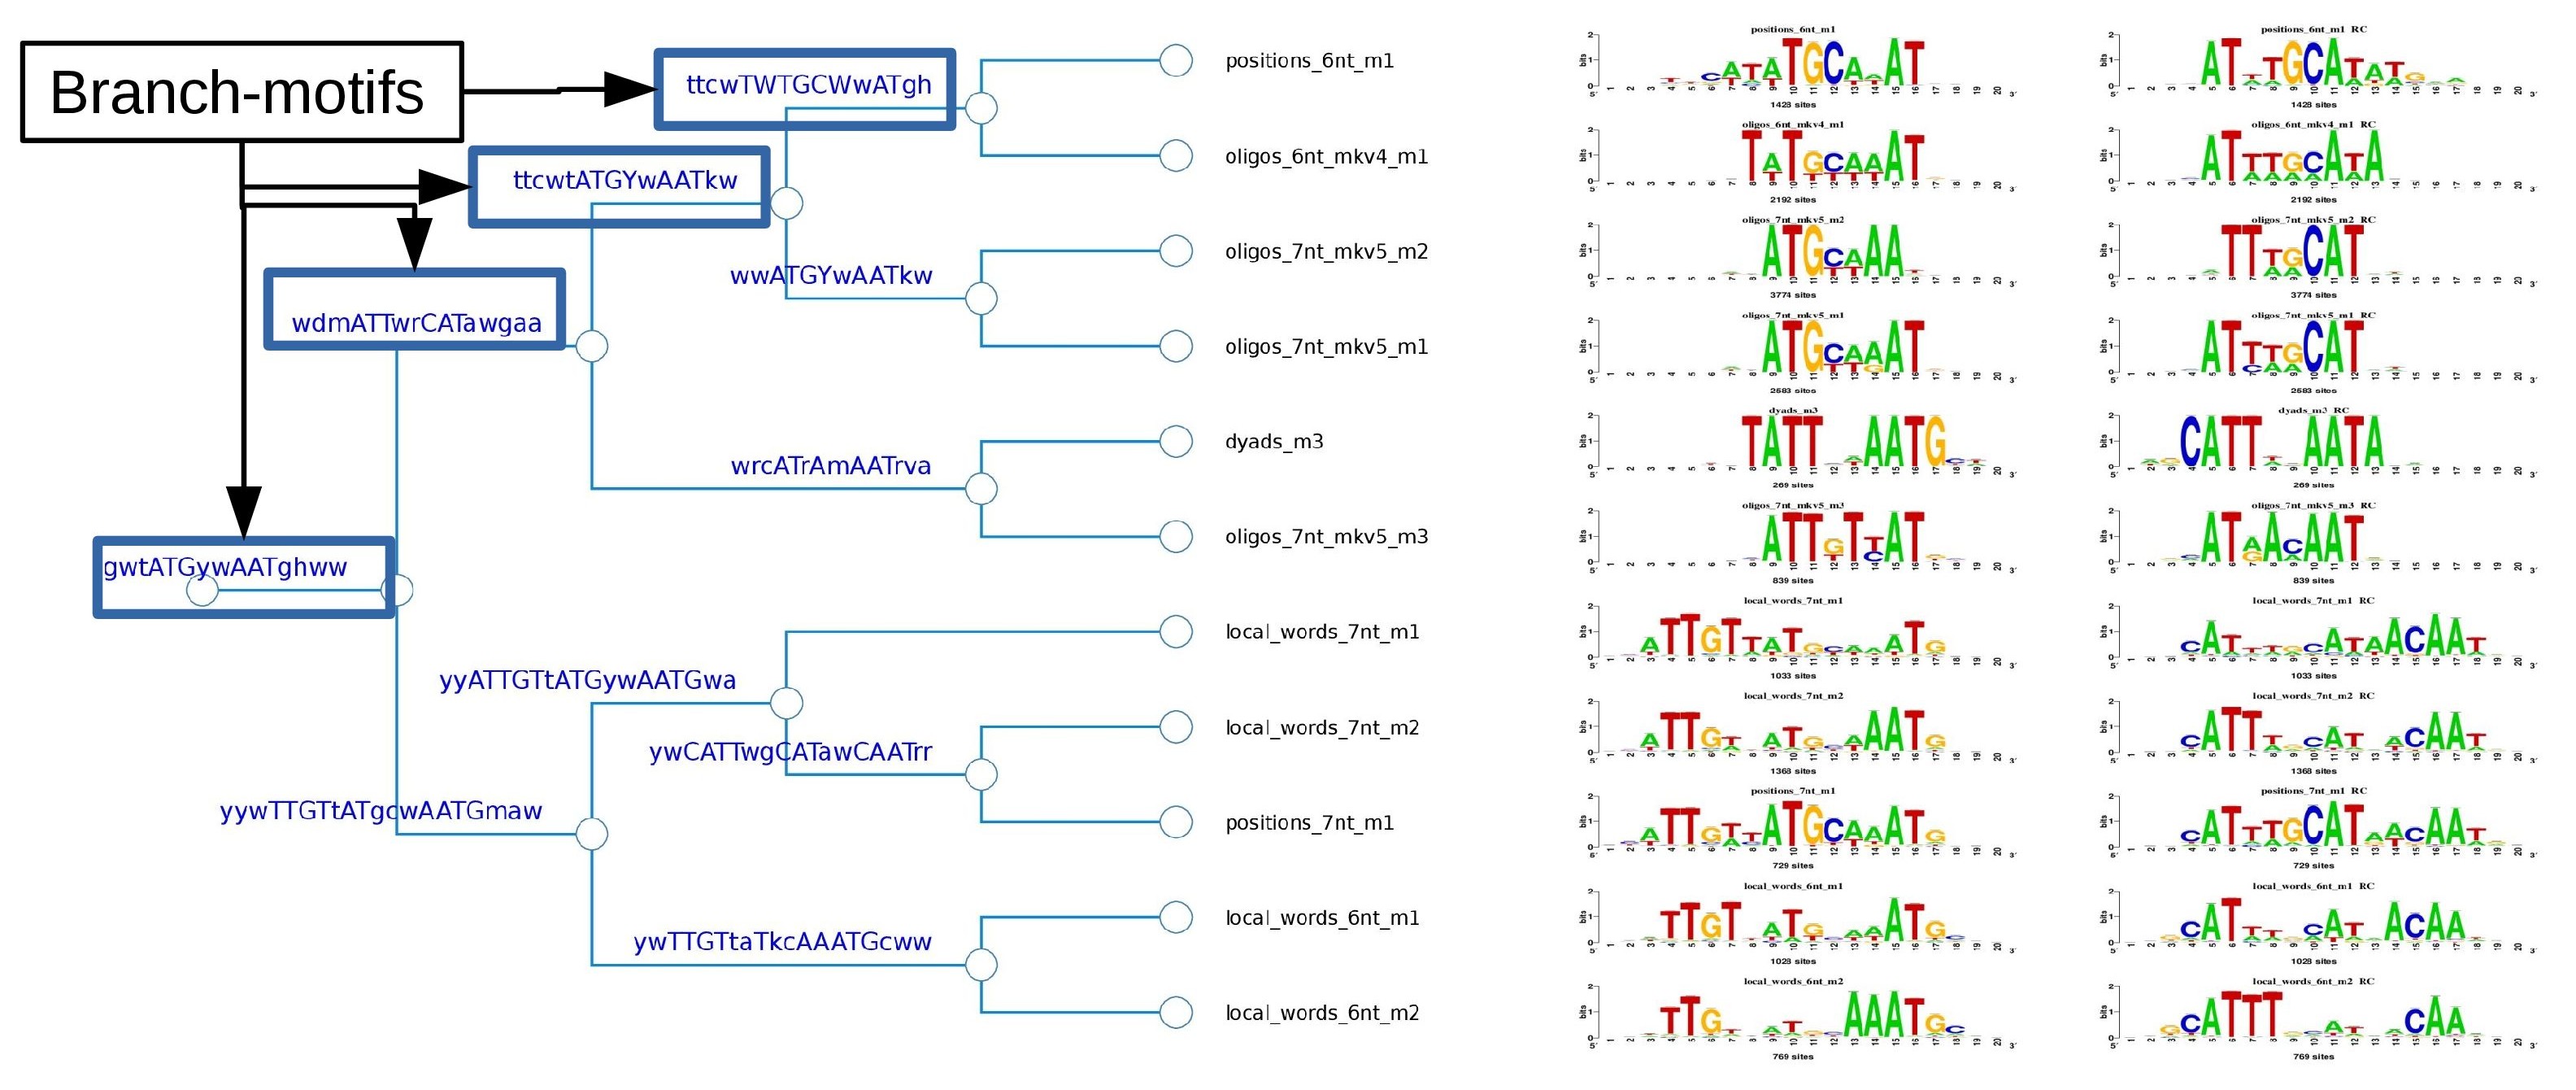 Branch-motifs
ttcwTWTGCWwATgh
ttcwtATGYwAATkw
wwATGYwAATkw
wdmATTwrCATawgaa
wrcATrAmAATrva
gwtATGywAATghww
yyATTGTtATGywAATGwa
ywCATTwgCATawCAATrr
yywTTGTtATgcwAATGmaw
ywTTGTtaTkcAAATGcww
positions_6nt_m1
oligos_6nt_mkv4_m1
oligos_7nt_mkv5_m2
oligos_7nt_mkv5_m1
dyads_m3
oligos_7nt_mkv5_m3
local_words_7nt_m1
local_words_7nt_m2
positions_7nt_m1
local_words_6nt_m1
local_words_6nt_m2
positions_6nt_m1
1428 sites
positions_6nt_m1 RC
1428 sites
oligos_6nt_mkv4_m1
2192 sites
oligos_6nt_mkv4_m1 RC
2192 sites
oligos_7nt_mkv5_m2
3774 sites
oligos_7nt_mkv5_m2 RC
3774 sites
oligos_7nt_mkv5_m1
2583 sites
oligos_7nt_mkv5_m1 RC
2583 sites
dyads_m3
269 sites
dyads_m3 RC
269 sites
oligos_7nt_mkv5_m3
839 sites
oligos_7nt_mkv5_m3 RC
839 sites
local_words_7nt_m1
1033 sites
local_words_7nt_m1 RC
1033 sites
local_words_7nt_m2
1368 sites
local_words_7nt_m2 RC
1368 sites
positions_7nt_m1
729 sites
positions_7nt_m1 RC
729 sites
local_words_6nt_m1
1028 sites
local_words_6nt_m1 RC
1028 sites
local_words_6nt_m2
769 sites
local_words_6nt_m2 RC
769 sites